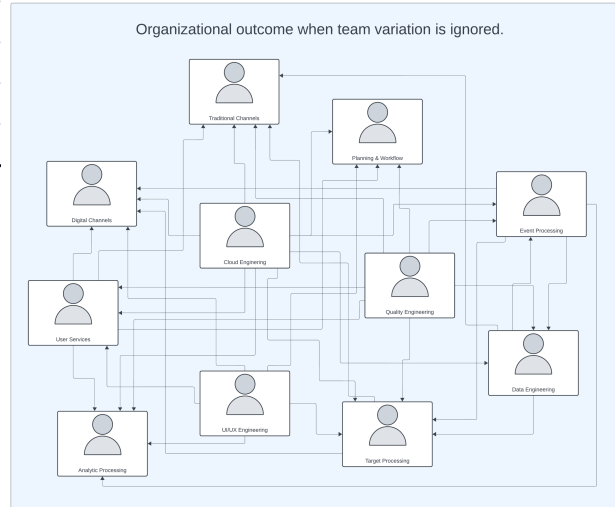 Organizational outcome when team variation is ignored.
Traditional Channels
Planning & Workflow
Digital Channels
Event Processing
Cloud Enginering
Quality Engineering
User Services
Data Engineering
UI/UX Engineering
Target Processing
Analytic Processing